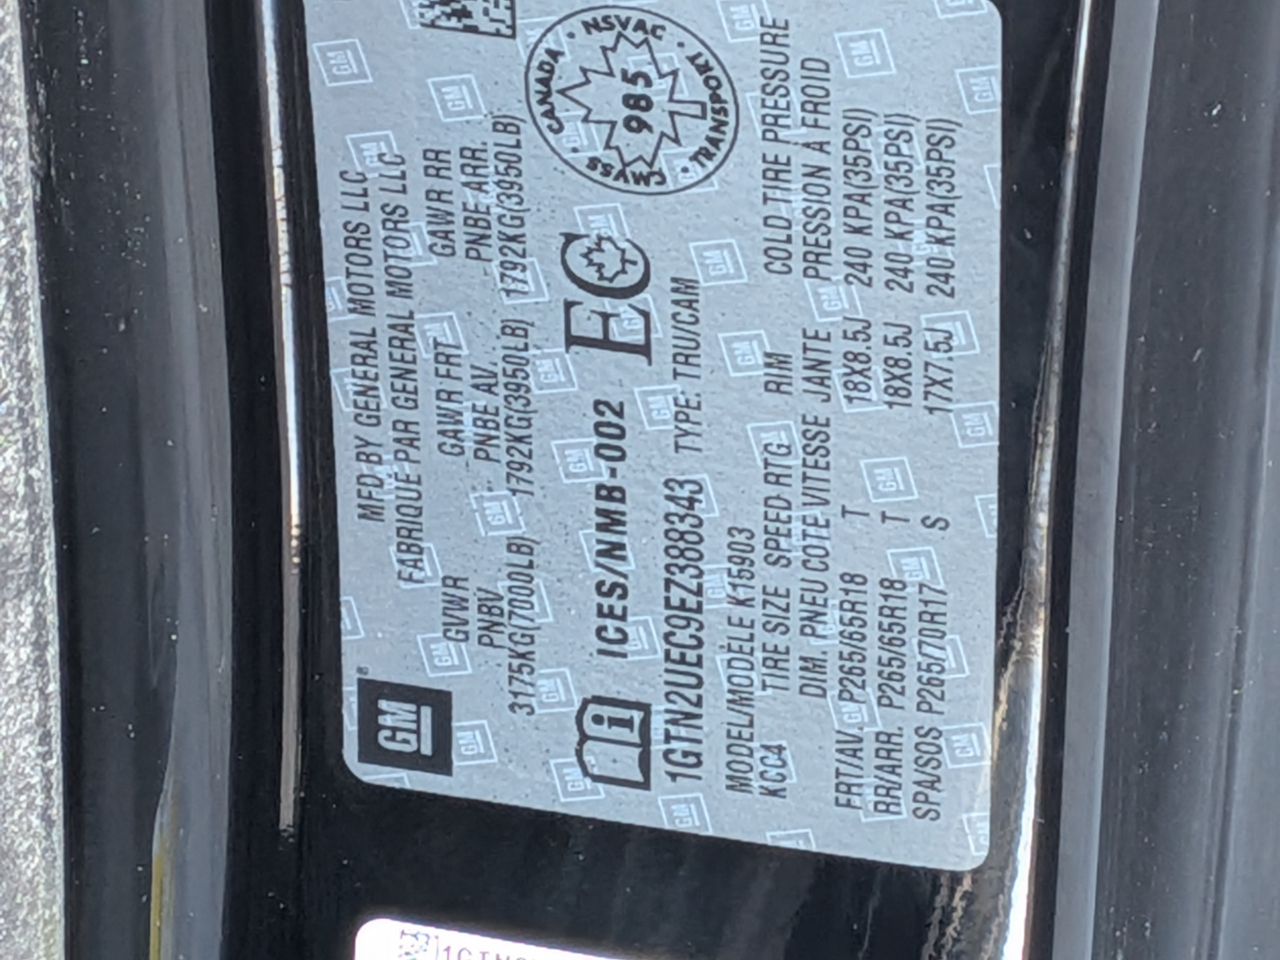 GM
MFD BY GENERAL MOTORS LLC
FABRIQUE PAR GENERAL MOTORS LLC
GVWR GAWR FRT GAWR RR
PNBV PNBE AV. PNBE ARR.
3175KG(7000LB) 1792KG(3950LB) 1792KG(3950LB)
ICES/NMB-002 EC
CANADA · NSVAC · TRANSPORT · CMVSS
985
1GTN2UEC9EZ388343 TYPE: TRU/CAM
MODEL/MODÈLE K15903
KCC4 TIRE SIZE SPEED RTG RIM COLD TIRE PRESSURE
DIM. PNEU COTE VITESSE JANTE PRESSION À FROID
FRT/AV. P265/65R18 T 18X8.5J 240 KPA(35PSI)
RR/ARR. P265/65R18 T 18X8.5J 240 KPA(35PSI)
SPA/SOS P265/70R17 S 17X7.5J 240 KPA(35PSI)